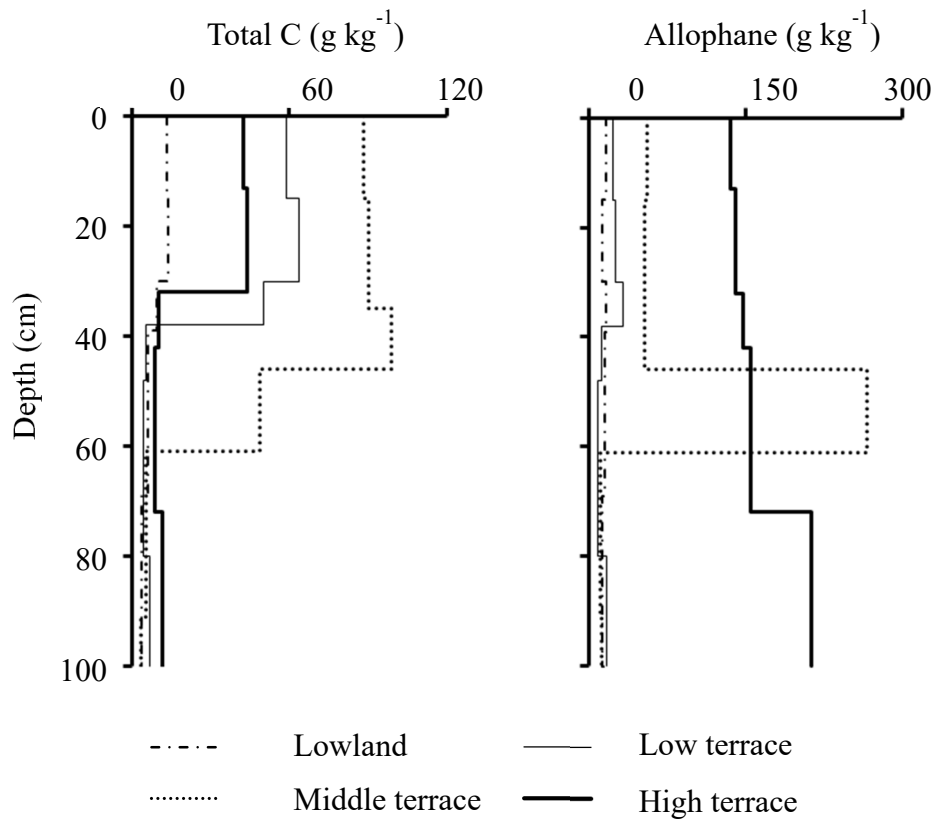 Total C (g kg⁻¹) Allophane (g kg⁻¹)
0 60 120 0 150 300
0
20
40
60
80
100
Depth (cm)
Lowland Low terrace
Middle terrace High terrace